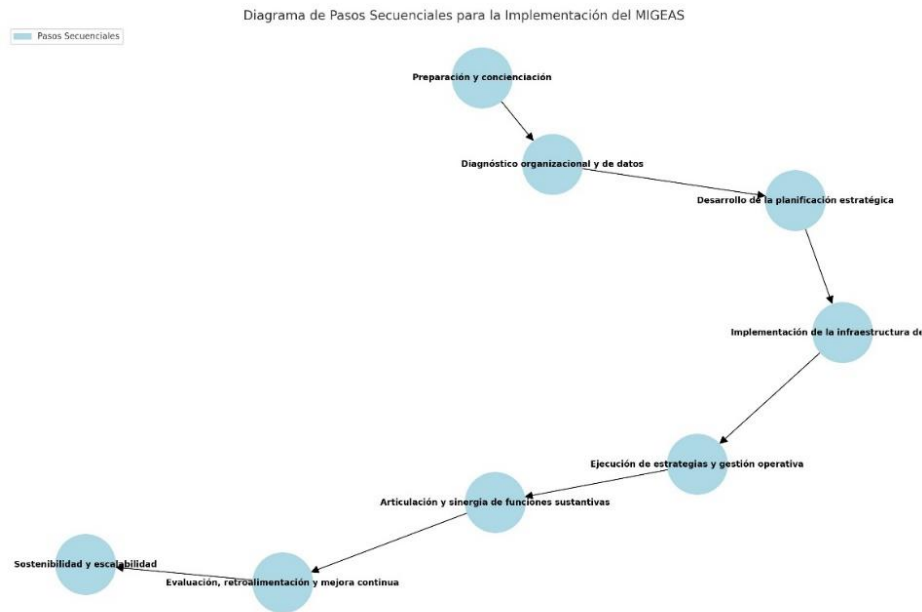 Diagrama de Pasos Secuenciales para la Implementación del MIGEAS
Pasos Secuenciales
Preparación y concienciación
Diagnóstico organizacional y de datos
Desarrollo de la planificación estratégica
Implementación de la infraestructura de
Ejecución de estrategias y gestión operativa
Articulación y sinergia de funciones sustantivas
Sostenibilidad y escalabilidad
Evaluación, retroalimentación y mejora continua